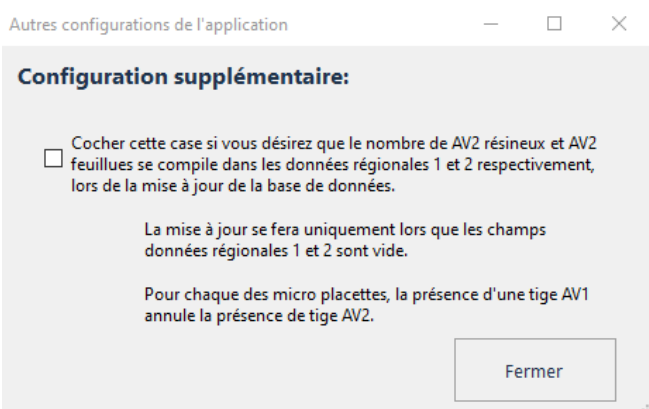 Autres configurations de l'application
Configuration supplémentaire:
Cocher cette case si vous désirez que le nombre de AV2 résineux et AV2
feuillues se compile dans les données régionales 1 et 2 respectivement,
lors de la mise à jour de la base de données.
La mise à jour se fera uniquement lors que les champs
données régionales 1 et 2 sont vide.
Pour chaque des micro placettes, la présence d'une tige AV1
annule la présence de tige AV2.
Fermer